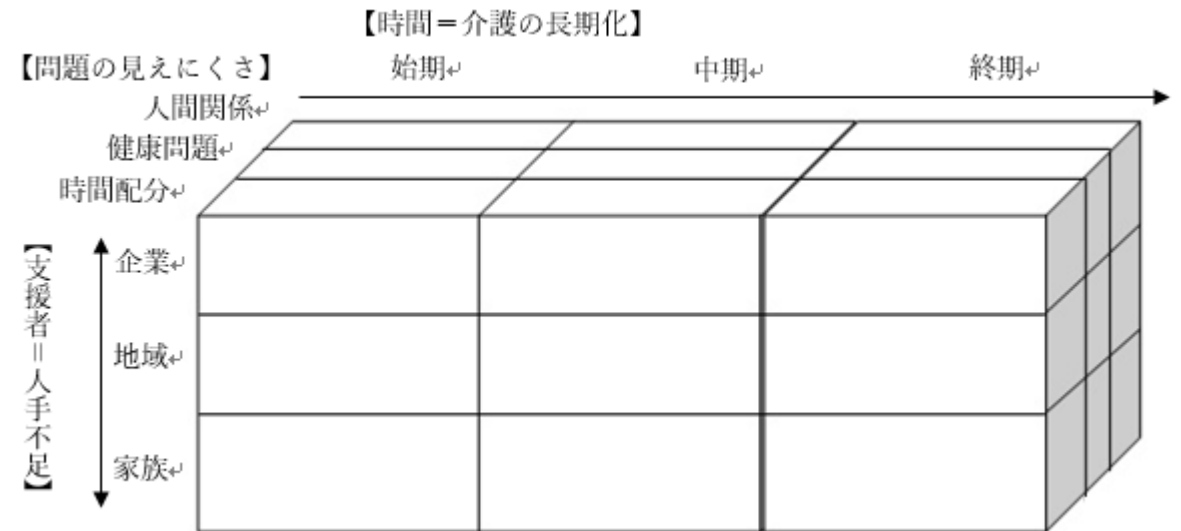 【時間＝介護の長期化】
【問題の見えにくさ】
始期↵
中期↵
終期↵
人間関係↵
健康問題↵
時間配分↵
【支援者＝人手不足】
企業↵
地域↵
家族↵